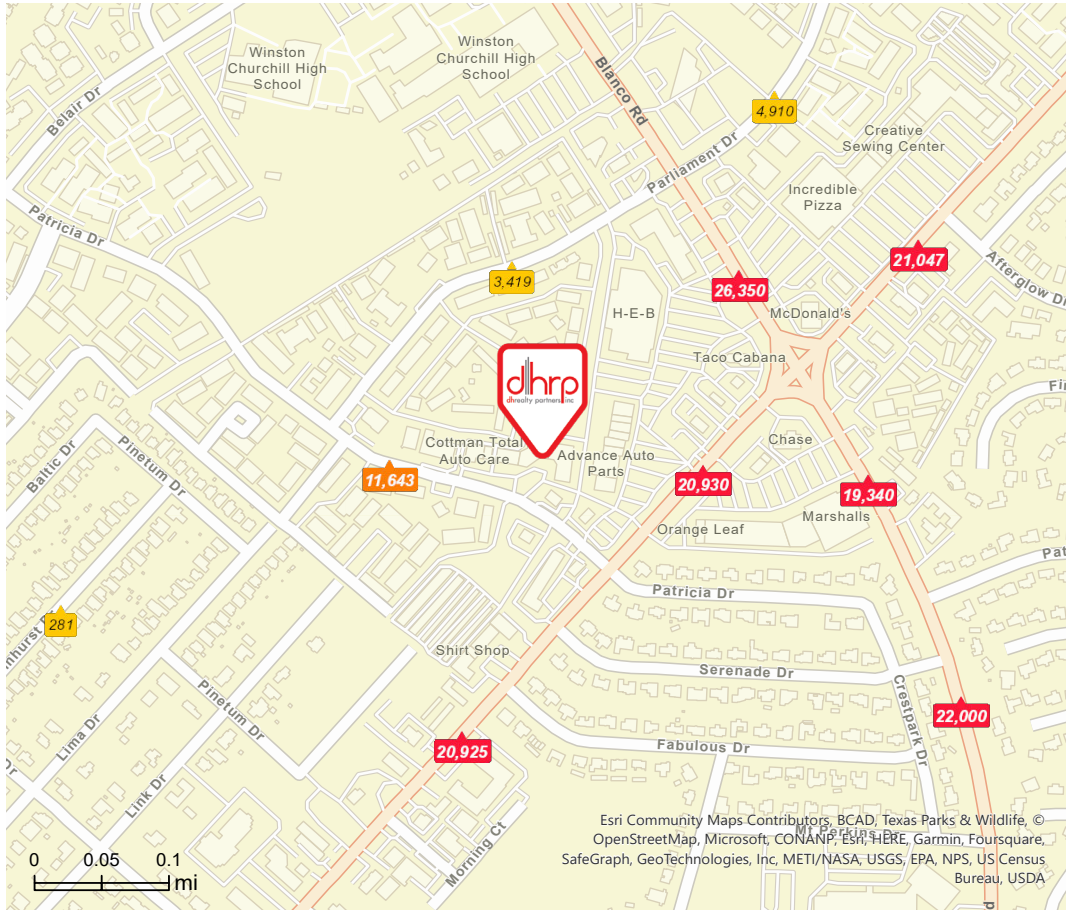 Winston
Churchill High
School
Winston
Churchill High
School
Blanco Rd
Belair Dr
4,910
Creative
Sewing Center
Parliament Dr
Incredible
Pizza
Patricia Dr
21,047
Afterglow
3,419
26,350
H-E-B
McDonald's
Taco Cabana
dhrp
dhrealty partners inc
Chase
Cottman Total
Auto Care
Advance Auto
Parts
Baltic Dr
Pinetum Dr
11,643
20,930
19,340
Marshalls
Orange Leaf
Patricia Dr
281
Shirt Shop
Serenade Dr
Crestpark Dr
Pinetum Dr
22,000
Lima Dr
20,925
Fabulous Dr
Link Dr
Morning Ct
Mt Perkins Dr
Esri Community Maps Contributors, BCAD, Texas Parks & Wildlife, ©
OpenStreetMap, Microsoft, CONANP, Esri, HERE, Garmin, Foursquare,
SafeGraph, GeoTechnologies, Inc, METI/NASA, USGS, EPA, NPS, US Census
Bureau, USDA
0 0.05 0.1
mi